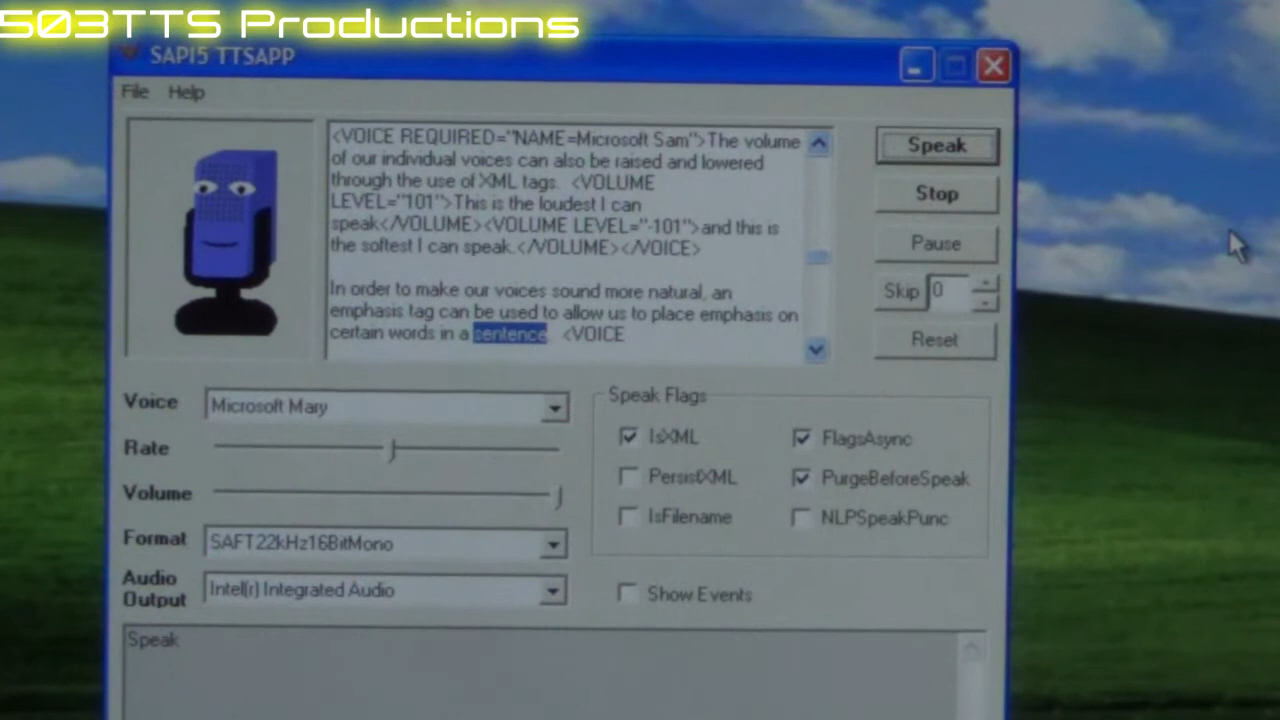 503TTS Productions
SAPI5 TTSAPP
File Help
<VOICE REQUIRED="NAME=Microsoft Sam">The volume
of our individual voices can also be raised and lowered
through the use of XML tags. <VOLUME
LEVEL="101">This is the loudest I can
speak</VOLUME><VOLUME LEVEL="-101">and this is
the softest I can speak.</VOLUME></VOICE>
In order to make our voices sound more natural, an
emphasis tag can be used to allow us to place emphasis on
certain words in a sentence. <VOICE
Speak
Stop
Pause
Skip 0
Reset
Voice Microsoft Mary
Rate
Volume
Format SAFT22kHz16BitMono
Audio
Output Intel(r) Integrated Audio
Speak Flags
IsXML FlagsAsync
PersistXML PurgeBeforeSpeak
IsFilename NLPSpeakPunc
Show Events
Speak